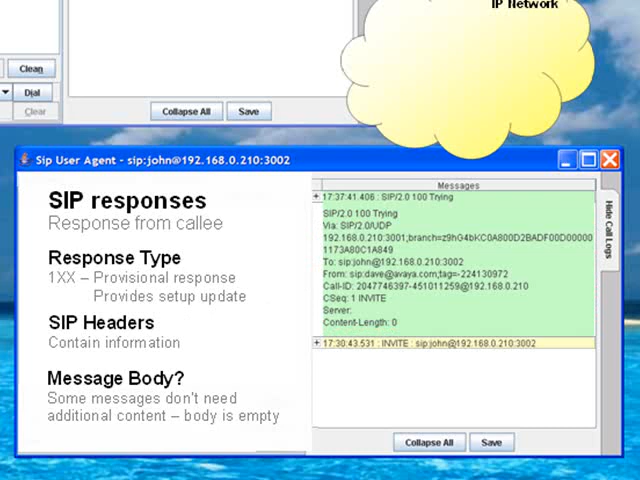 IP Network
Clean
Dial
Clear
Collapse All
Save
Sip User Agent - sip:john@192.168.0.210:3002
SIP responses
Response from callee
Response Type
1XX – Provisional response
Provides setup update
SIP Headers
Contain information
Message Body?
Some messages don't need
additional content – body is empty
Messages
+ 17:37:41.406 : SIP/2.0 100 Trying
SIP/2.0 100 Trying
Via: SIP/2.0/UDP
192.168.0.210:3001;branch=z9hG4bKC0A800D2BADF00D00000
1173A80C1A849
To: sip:john@192.168.0.210:3002
From: sip:dave@avaya.com;tag=-224130972
Call-ID: 2047746397-451011259@192.168.0.210
CSeq: 1 INVITE
Server:
Content-Length: 0
+ 17:30:43.531 : INVITE : sip:john@192.168.0.210:3002
Hide Call Logs
Collapse All
Save